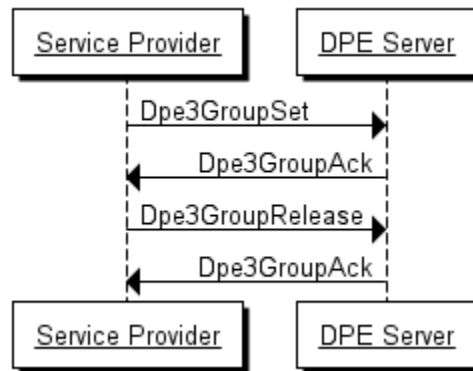 Service Provider
DPE Server
Dpe3GroupSet
Dpe3GroupAck
Dpe3GroupRelease
Dpe3GroupAck
Service Provider
DPE Server